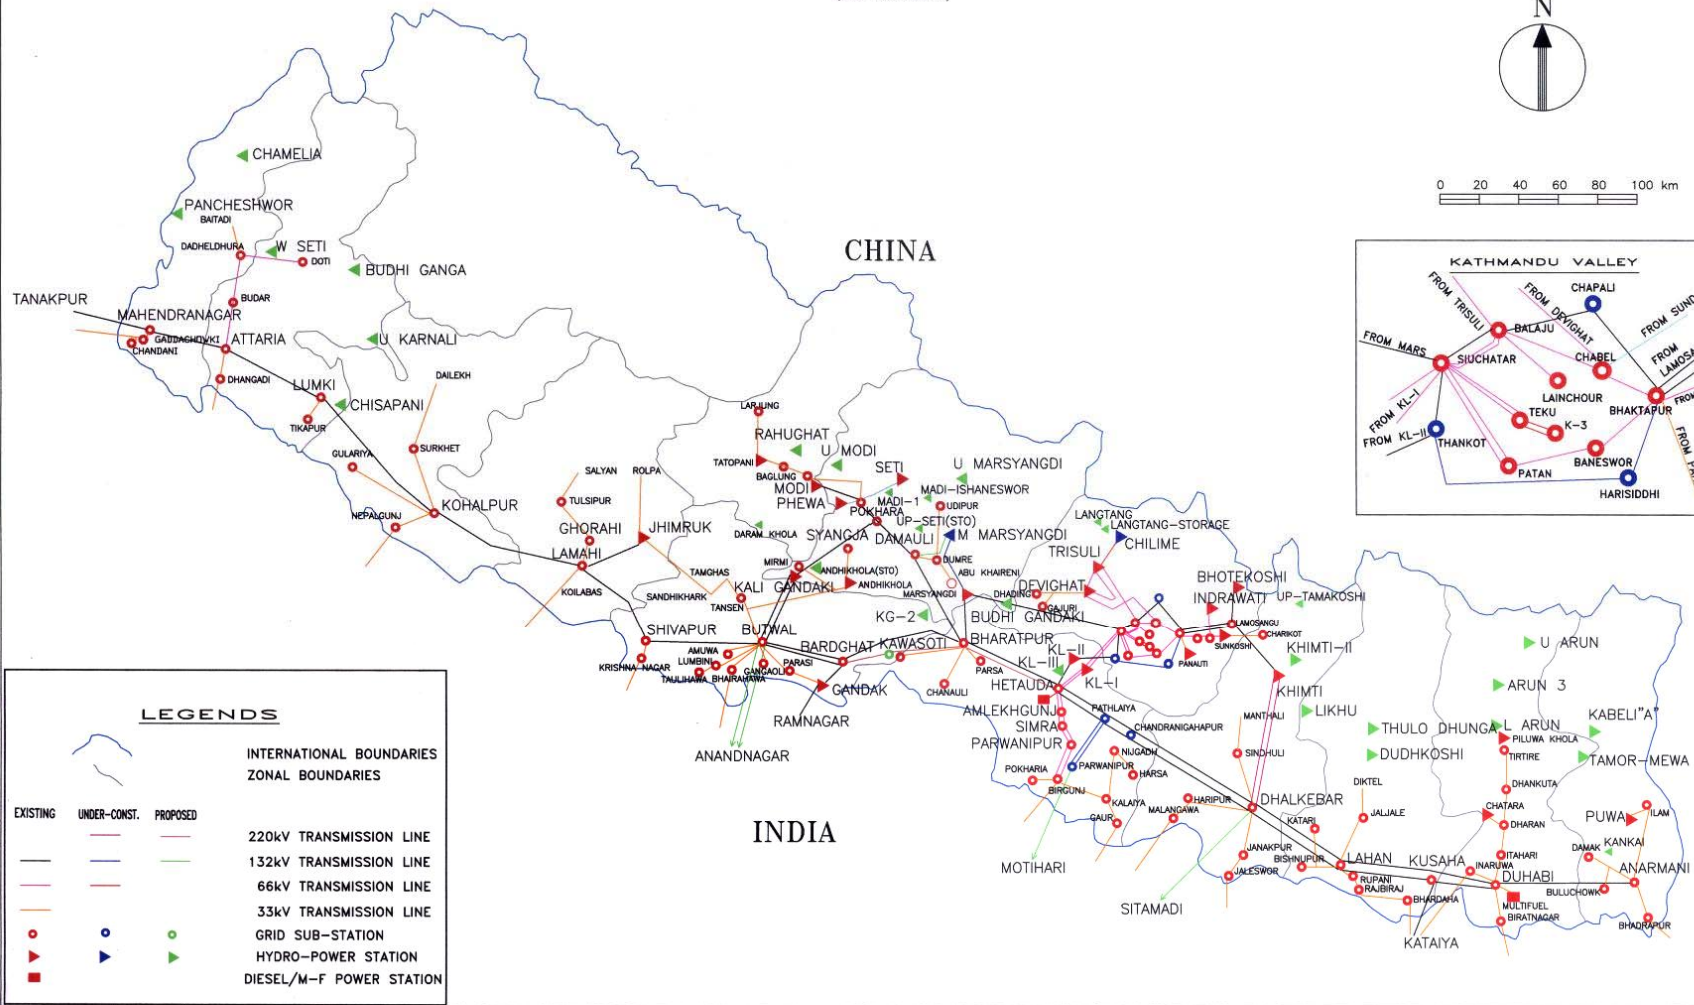 N
0 20 40 60 80 100 km
CHINA
INDIA
KATHMANDU VALLEY
CHAPALI
FROM TRISULI
FROM DEVIGHAT
FROM SUND
BALAJU
FROM MARS
SIUCHATAR
CHABEL
FROM
LAMOSA
LAINCHOUR
BHAKTAPUR
FROM
FROM KL-I
TEKU
K-3
FROM KL-II
THANKOT
BANESWOR
PATAN
HARISIDDHI
CHAMELIA
PANCHESHWOR
BAITADI
DADHELDHURA
W SETI
DOTI
BUDHI GANGA
TANAKPUR
BUDAR
MAHENDRANAGAR
GADDACHOWKI
CHANDANI
ATTARIA
U KARNALI
DHANGADI
LUMKI
CHISAPANI
TIKAPUR
DAILEKH
GULARIYA
SURKHET
NEPALGUNJ
KOHALPUR
SALYAN
ROLPA
TULSIPUR
GHORAHI
JHIMRUK
LAMAHI
KOILABAS
LARJUNG
RAHUGHAT
U MODI
TATOPANI
BAGLUNG
MODI
PHEWA
SETI
U MARSYANGDI
MADI-1
MADI-ISHANESWOR
POKHARA
UDIPUR
UP-SETI(STO)
DARAM KHOLA
SYANGJA
DAMAULI
M MARSYANGDI
MIRMI
ANDHIKHOLA(STO)
DUMRE
TAMGHAS
KALI GANDAKI
ANDHIKHOLA
ABU KHAIRENI
SANDHIKHARK
TANSEN
MARSYANGDI
DHADING
KG-2
BUDHI GANDAKI
GAJURI
LANGTANG
LANGTANG-STORAGE
CHILIME
TRISULI
DEVIGHAT
BHOTEKOSHI
INDRAWATI
UP-TAMAKOSHI
LAMOSANGU
CHARIKOT
SUNKOSHI
PANAUTI
KHIMTI-II
KHIMTI
LIKHU
SHIVAPUR
BUTWAL
BARDGHAT
KAWASOTI
BHARATPUR
KRISHNA NAGAR
AMUWA
LUMBINI
TAULIHAWA
BHAIRAHAWA
GANGAOLI
PARASI
GANDAK
RAMNAGAR
ANANDNAGAR
PARSA
CHANAULI
KL-II
KL-III
KL-I
HETAUDA
AMLEKHGUNJ
SIMRA
PARWANIPUR
PATHLAIYA
CHANDRANIGAHAPUR
NIJGADH
PARWANIPUR
HARSA
POKHARIA
BIRGUNJ
KALAIYA
GAUR
MALANGAWA
HARIPUR
MOTIHARI
MANTHALI
SINDHULI
DHALKEBAR
JANAKPUR
JALESWOR
SITAMADI
KATARI
BISHNUPUR
DIKTEL
JALJALE
LAHAN
RUPANI
RAJBIRAJ
BHARDAHA
KUSAHA
KATAIYA
U ARUN
ARUN 3
THULO DHUNGA
L ARUN
KABELI"A"
PILUWA KHOLA
DUDHKOSHI
TIRTIRE
TAMOR-MEWA
DHANKUTA
CHATARA
DHARAN
PUWA
ILAM
ITAHARI
INARUWA
DAMAK
KANKAI
DUHABI
ANARMANI
BULUCHOWK
MULTIFUEL
BIRATNAGAR
BHADRAPUR
LEGENDS
INTERNATIONAL BOUNDARIES
ZONAL BOUNDARIES
EXISTING UNDER-CONST. PROPOSED
220kV TRANSMISSION LINE
132kV TRANSMISSION LINE
66kV TRANSMISSION LINE
33kV TRANSMISSION LINE
GRID SUB-STATION
HYDRO-POWER STATION
DIESEL/M-F POWER STATION